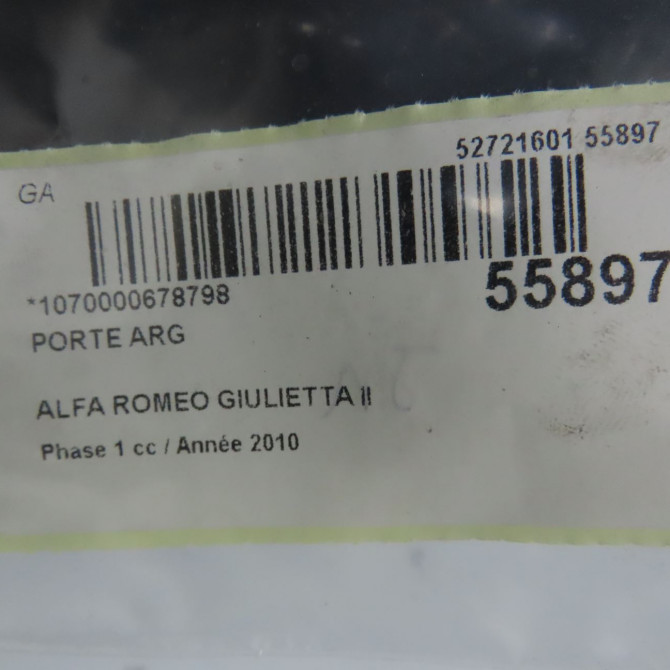 52721601 55897
GA
*1070000678798
55897
PORTE ARG
ALFA ROMEO GIULIETTA II
Phase 1 cc / Année 2010